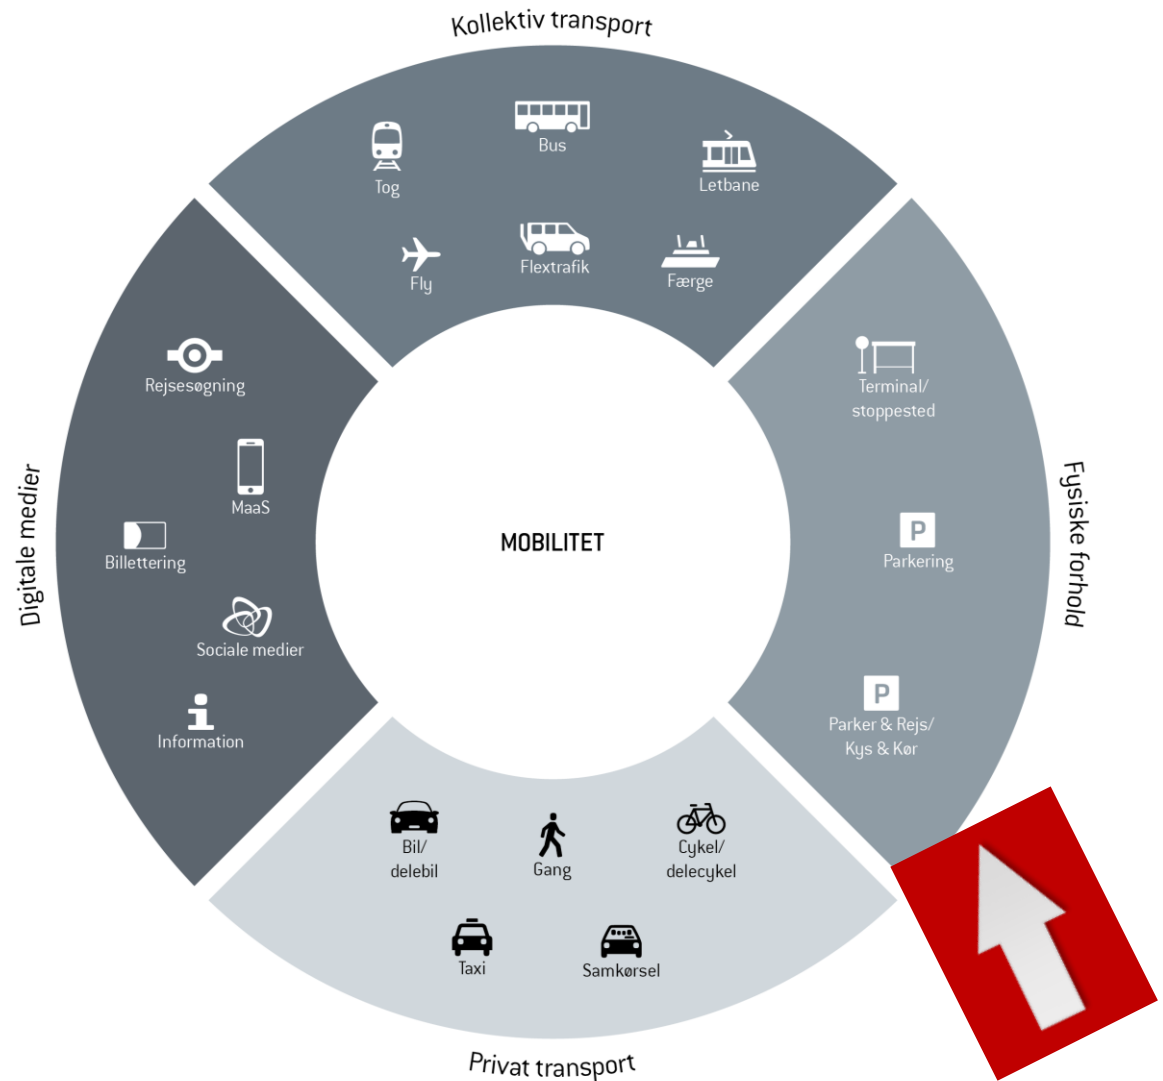 Kollektiv transport
Bus
Tog
Letbane
Flextrafik
Fly
Færge
Fysiske forhold
Terminal/
stoppested
P
Parkering
P
Parker & Rejs/
Kys & Kør
Privat transport
Bil/
delebil
Gang
Cykel/
delecykel
Taxi
Samkørsel
Digitale medier
Rejsesøgning
MaaS
Billettering
Sociale medier
Information
MOBILITET